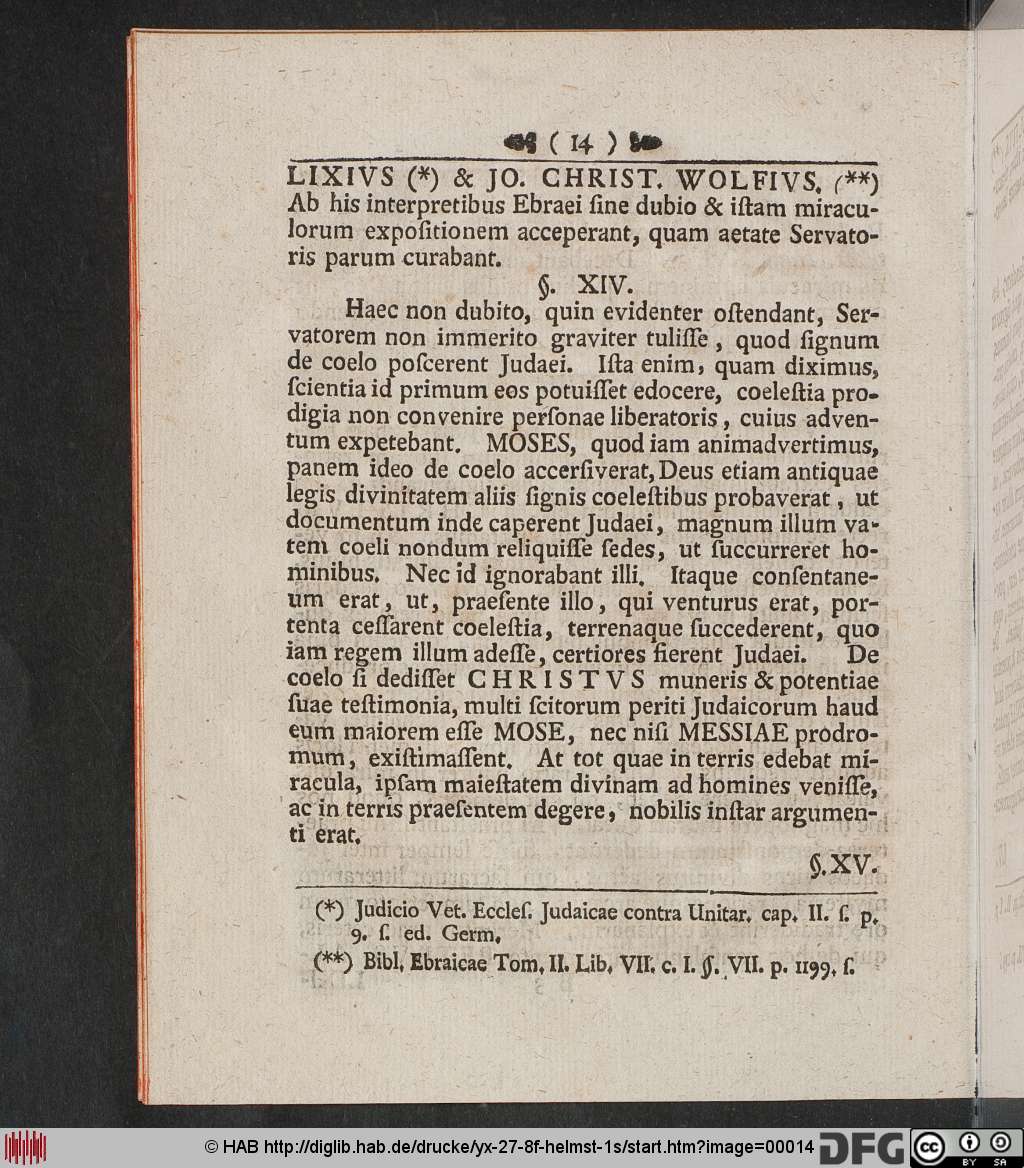 ( 14 )
LIXIVS (*) & JO. CHRIST. WOLFIVS. (**)
Ab his interpretibus Ebraei ſine dubio & iſtam miracu-
lorum expoſitionem acceperant, quam aetate Servato-
ris parum curabant.
§. XIV.
Haec non dubito, quin evidenter oſtendant, Ser-
vatorem non immerito graviter tuliſſe, quod ſignum
de coelo poſcerent Judaei. Iſta enim, quam diximus,
ſcientia id primum eos potuiſſet edocere, coeleſtia pro-
digia non convenire perſonae liberatoris, cuius adven-
tum expetebant. MOSES, quod iam animadvertimus,
panem ideo de coelo accerſiverat, Deus etiam antiquae
legis divinitatem aliis ſignis coeleſtibus probaverat, ut
documentum inde caperent Judaei, magnum illum va-
tem coeli nondum reliquiſſe ſedes, ut ſuccurreret ho-
minibus. Nec id ignorabant illi. Itaque conſentane-
um erat, ut, praeſente illo, qui venturus erat, por-
tenta ceſſarent coeleſtia, terrenaque ſuccederent, quo
iam regem illum adeſſe, certiores fierent Judaei. De
coelo ſi dediſſet CHRISTVS muneris & potentiae
ſuae teſtimonia, multi ſcitorum periti Judaicorum haud
eum maiorem eſſe MOSE, nec niſi MESSIAE prodro-
mum, exiſtimaſſent. At tot quae in terris edebat mi-
racula, ipſam maieſtatem divinam ad homines veniſſe,
ac in terris praeſentem degere, nobilis inſtar argumen-
ti erat.
§. XV.
(*) Judicio Vet. Eccleſ. Judaicae contra Unitar. cap. II. ſ. p.
9. ſ. ed. Germ.
(**) Bibl. Ebraicae Tom. II. Lib. VII. c. I. §. VII. p. 1199. ſ.
© HAB http://diglib.hab.de/drucke/yx-27-8f-helmst-1s/start.htm?image=00014
DFG
cc
BY SA